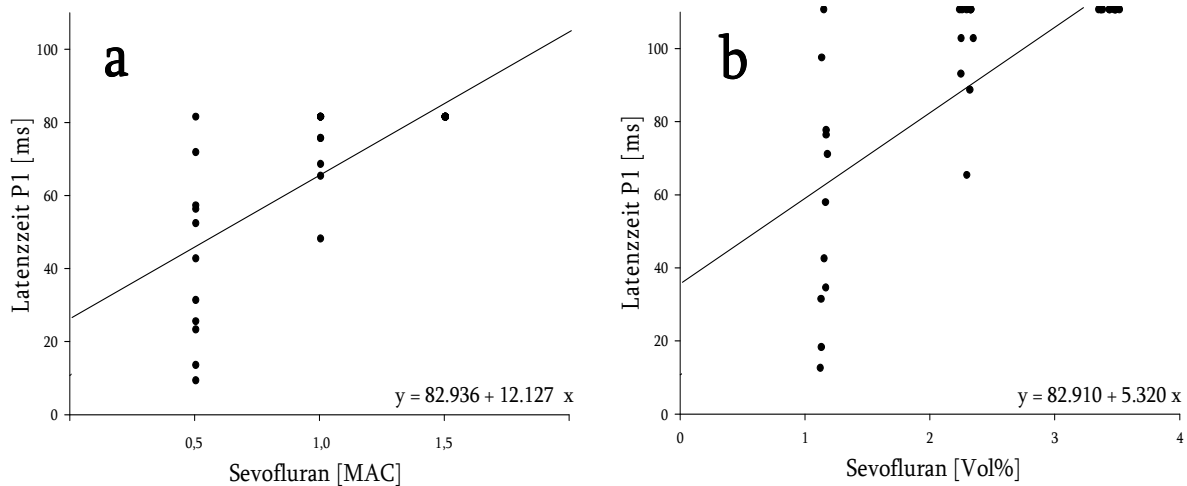 a
Latenzzeit P1 [ms]
100
80
60
40
20
0
y = 82.936 + 12.127 x
0,5
1,0
1,5
Sevofluran [MAC]
b
Latenzzeit P1 [ms]
100
80
60
40
20
0
y = 82.910 + 5.320 x
0
1
2
3
4
Sevofluran [Vol%]